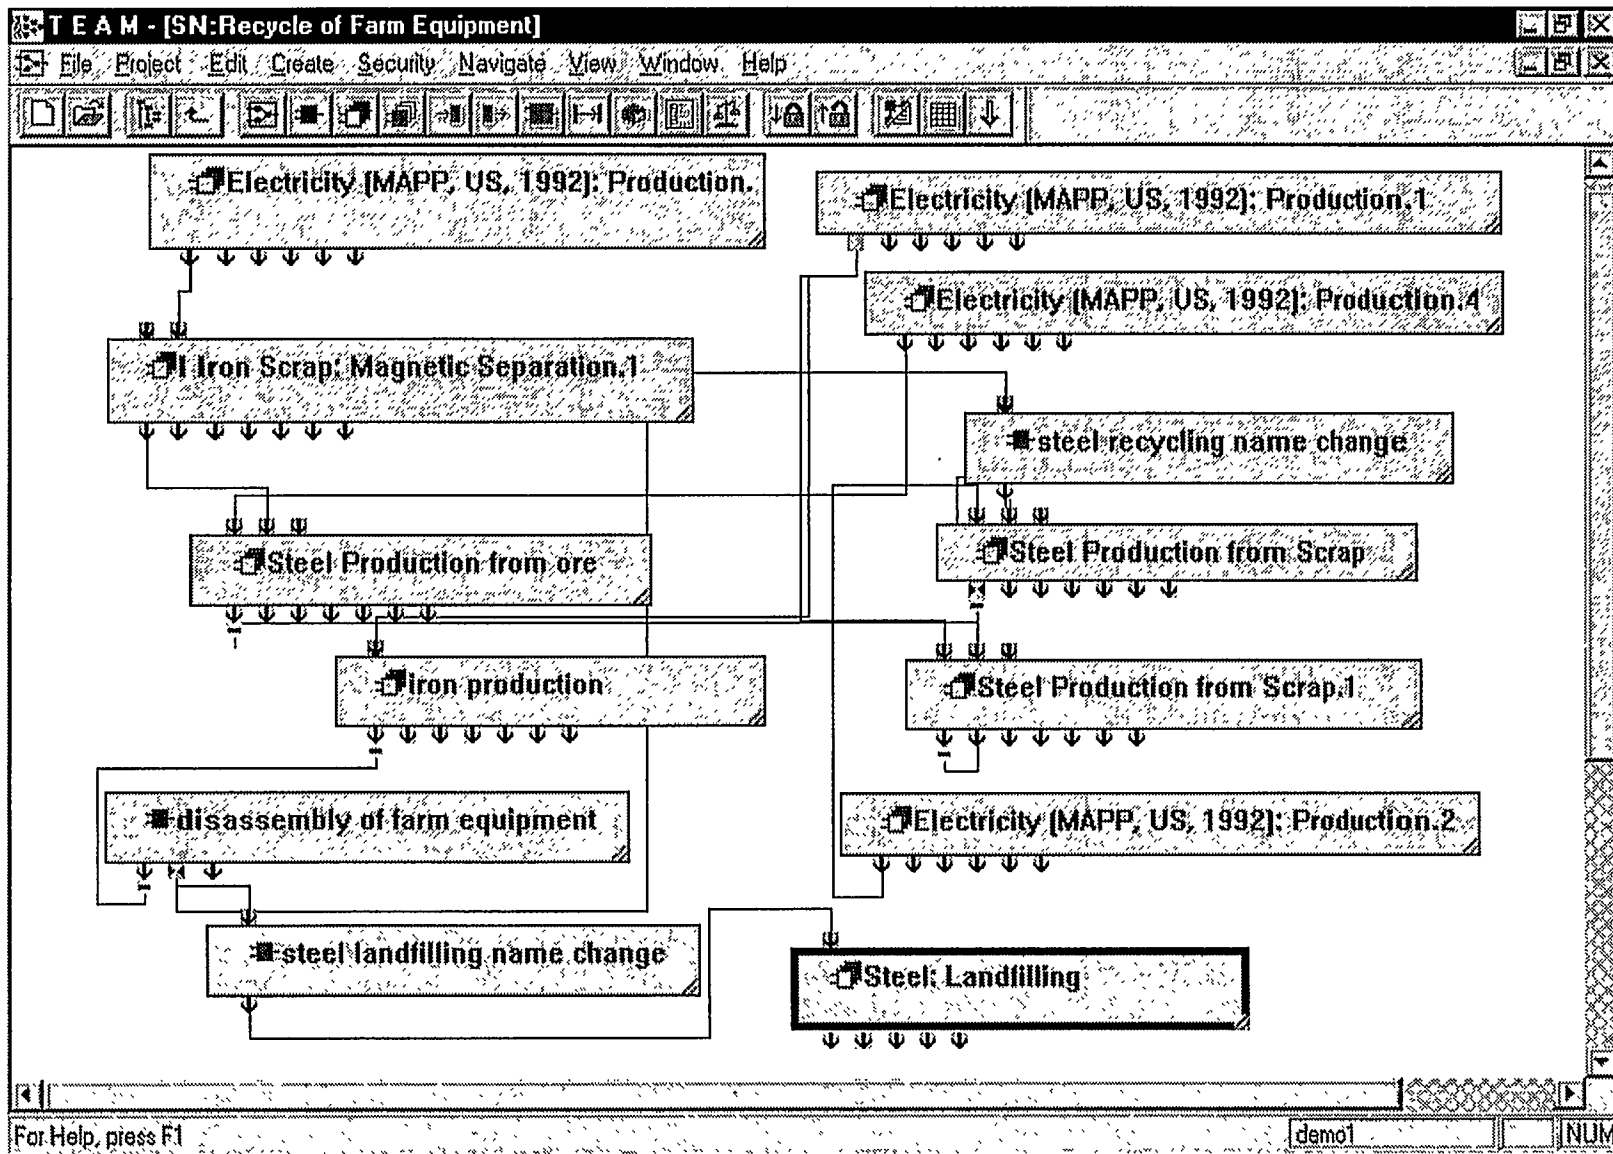 T E A M - [SN:Recycle of Farm Equipment]
File Project Edit Create Security Navigate View Window Help
Electricity (MAPP, US, 1992): Production.
Electricity (MAPP, US, 1992): Production.1
Electricity (MAPP, US, 1992): Production.4
I Iron Scrap: Magnetic Separation.1
steel recycling name change
Steel Production from ore
Steel Production from Scrap
Iron production
Steel Production from Scrap.1
disassembly of farm equipment
Electricity (MAPP, US, 1992): Production.2
steel landfilling name change
Steel: Landfilling
For Help, press F1
demo1
NUM